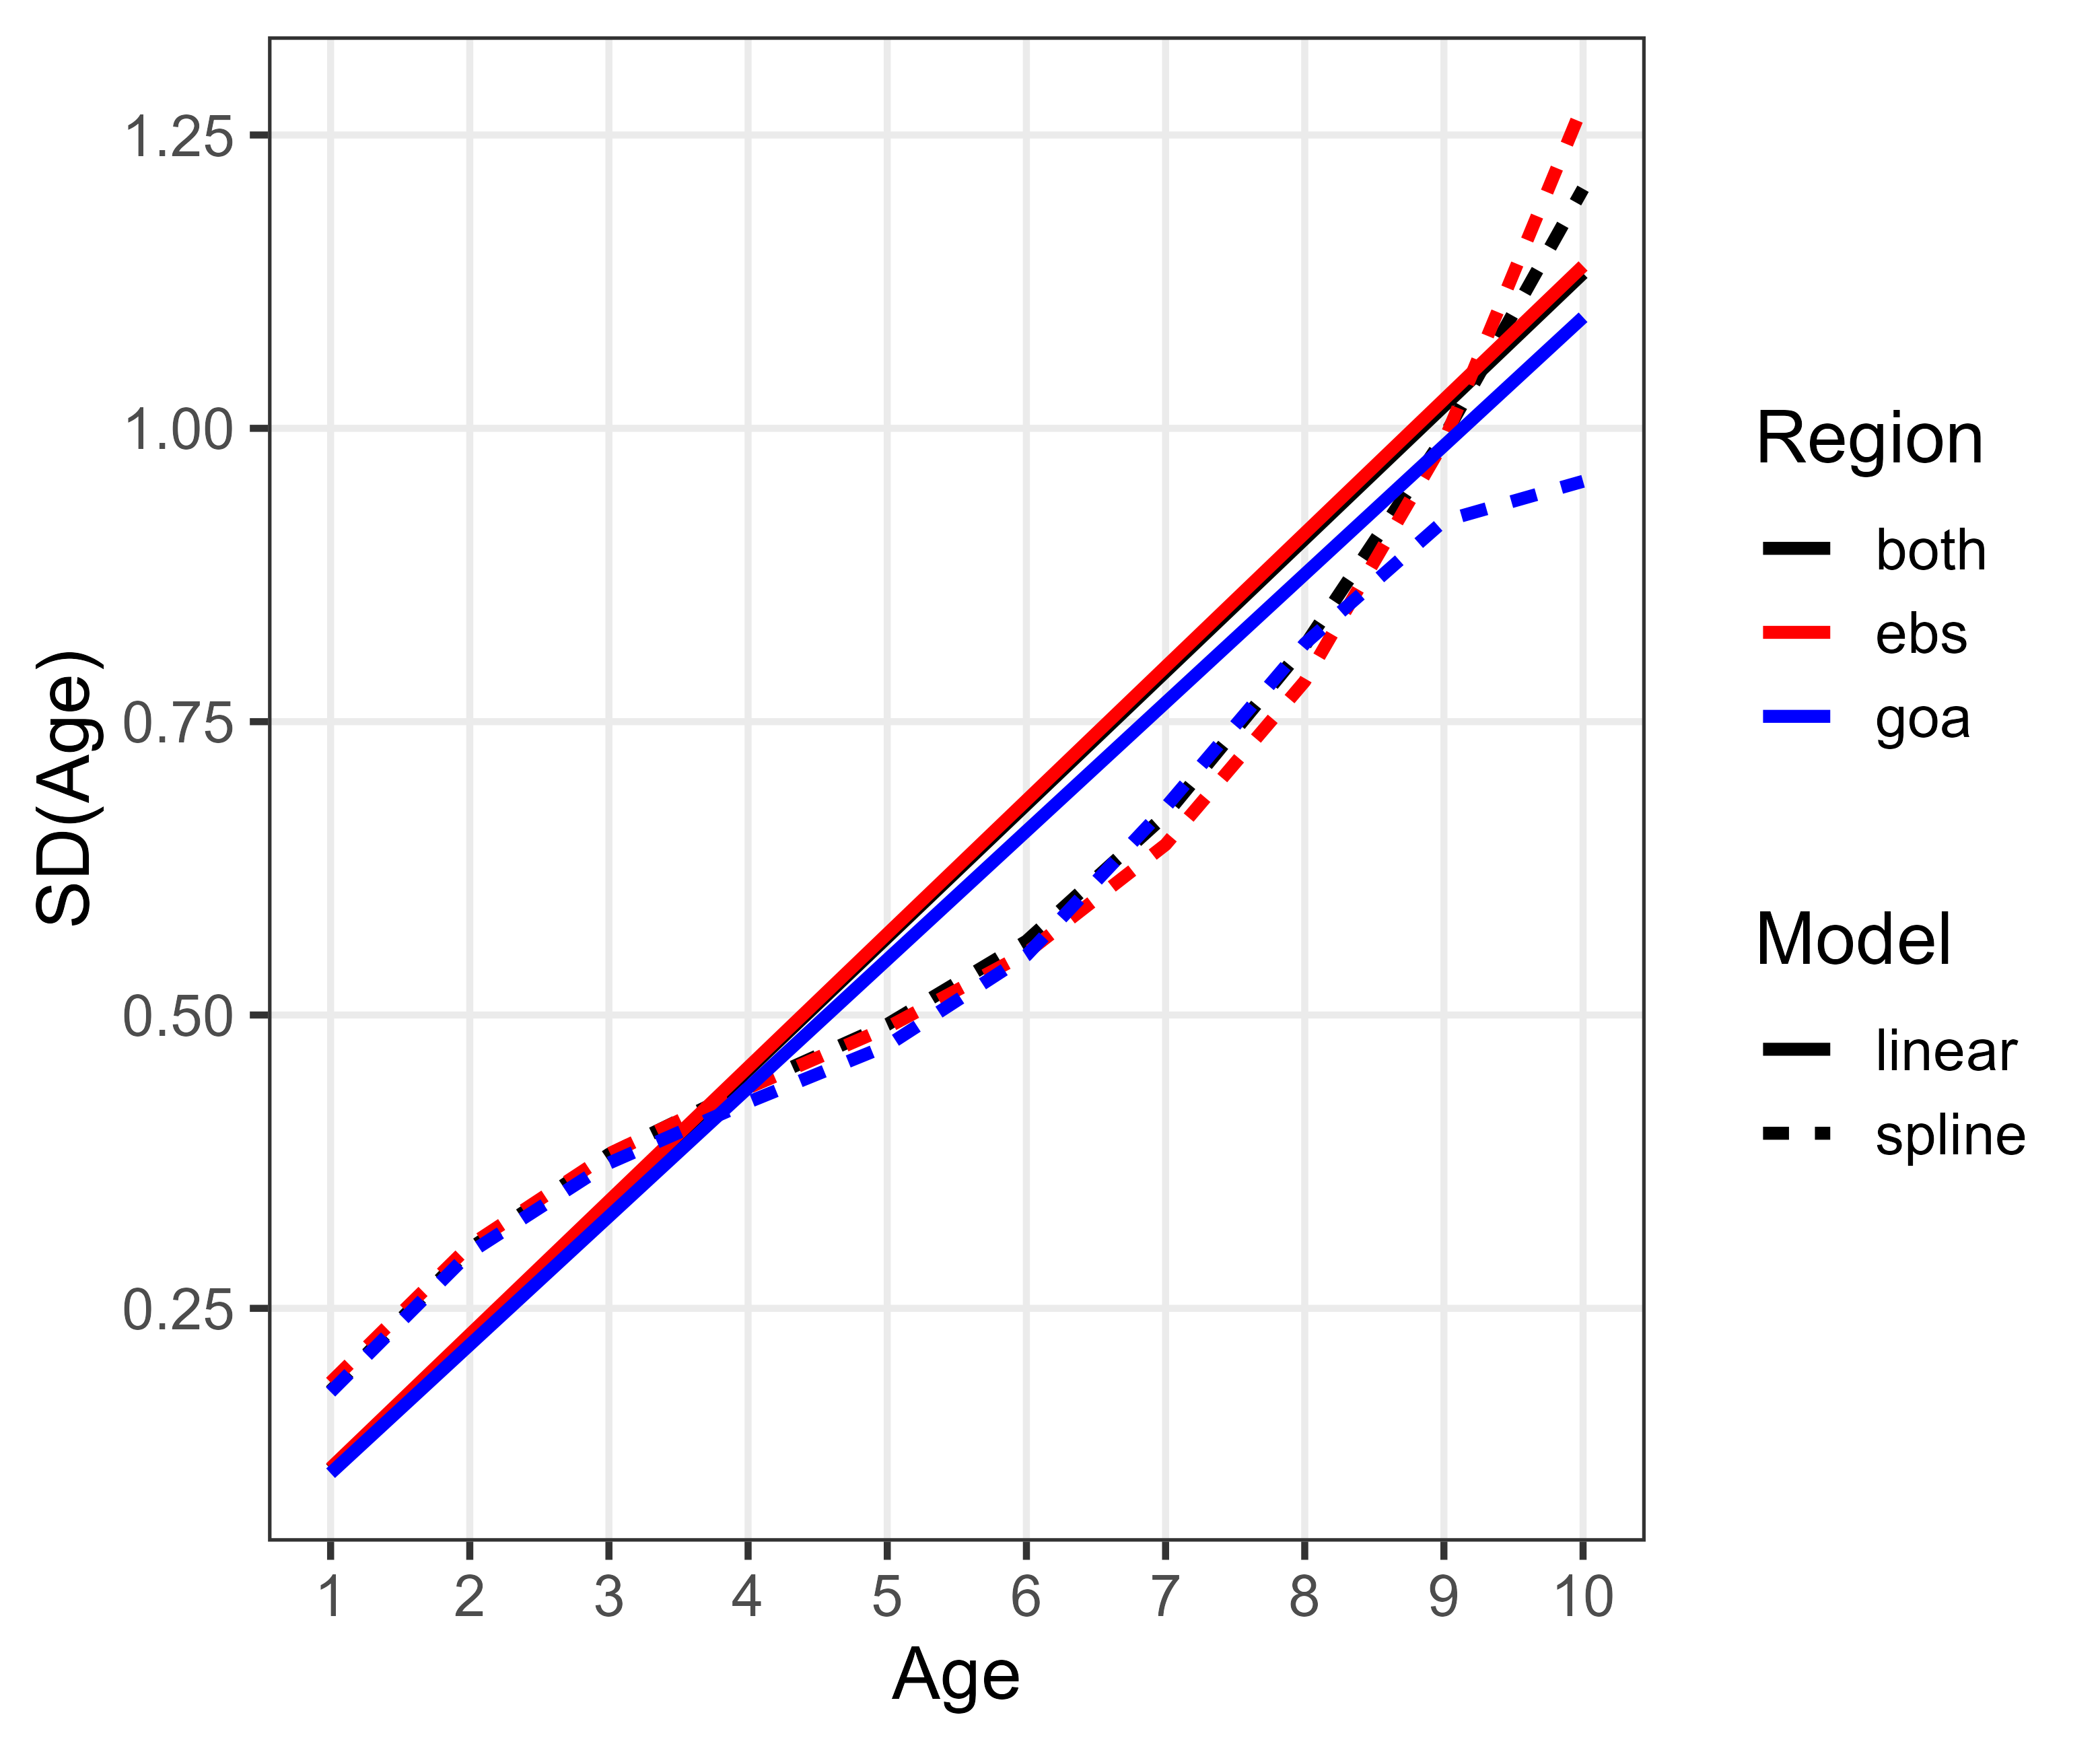 1.25
1.00
0.75
0.50
0.25
SD(Age)
1 2 3 4 5 6 7 8 9 10
Age
Region
both
ebs
goa
Model
linear
spline